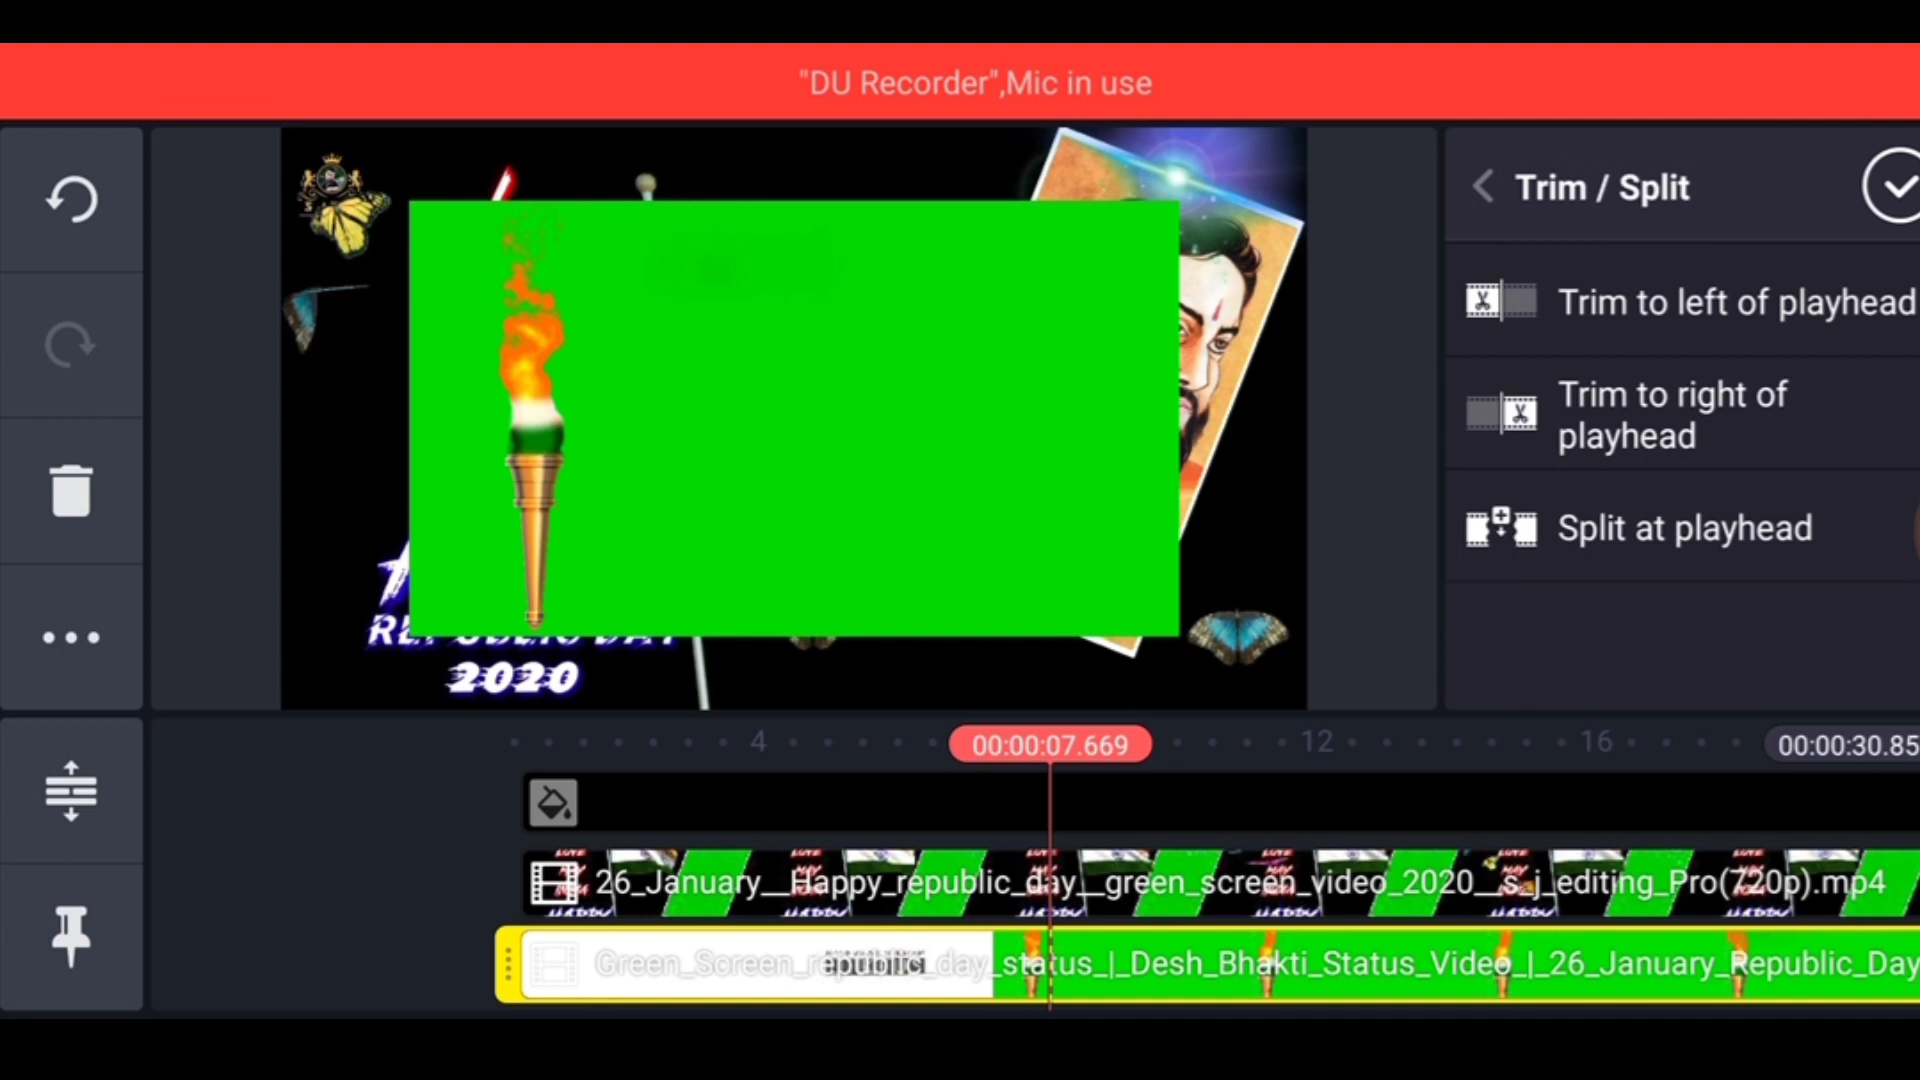 "DU Recorder",Mic in use
Trim / Split
Trim to left of playhead
Trim to right of
playhead
Split at playhead
2020
4
00:00:07.669
12
16
00:00:30.85
26_January__Happy_republic_day__green_screen_video_2020__s_j_editing_Pro(720p).mp4
Green_Screen_republic_day_status_|_Desh_Bhakti_Status_Video_|_26_January_Republic_Day